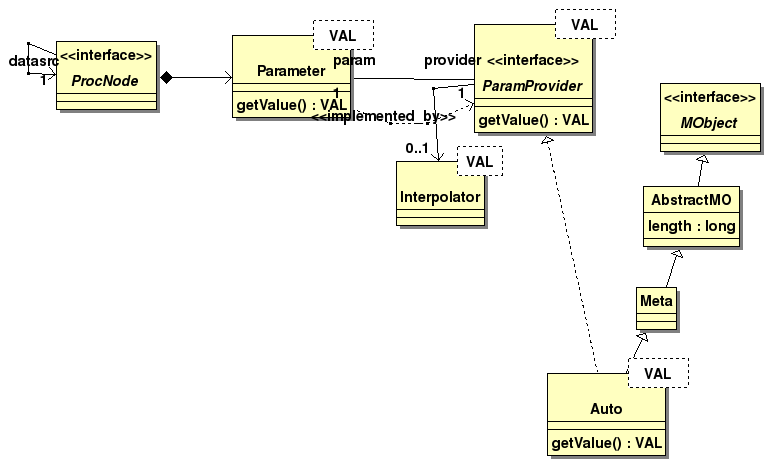 datasrc
1
<<interface>>
ProcNode
VAL
Parameter
getValue() : VAL
param
1
<<implemented_by>>
provider
1
VAL
<<interface>>
ParamProvider
getValue() : VAL
0..1
VAL
Interpolator
<<interface>>
MObject
AbstractMO
length : long
Meta
VAL
Auto
getValue() : VAL